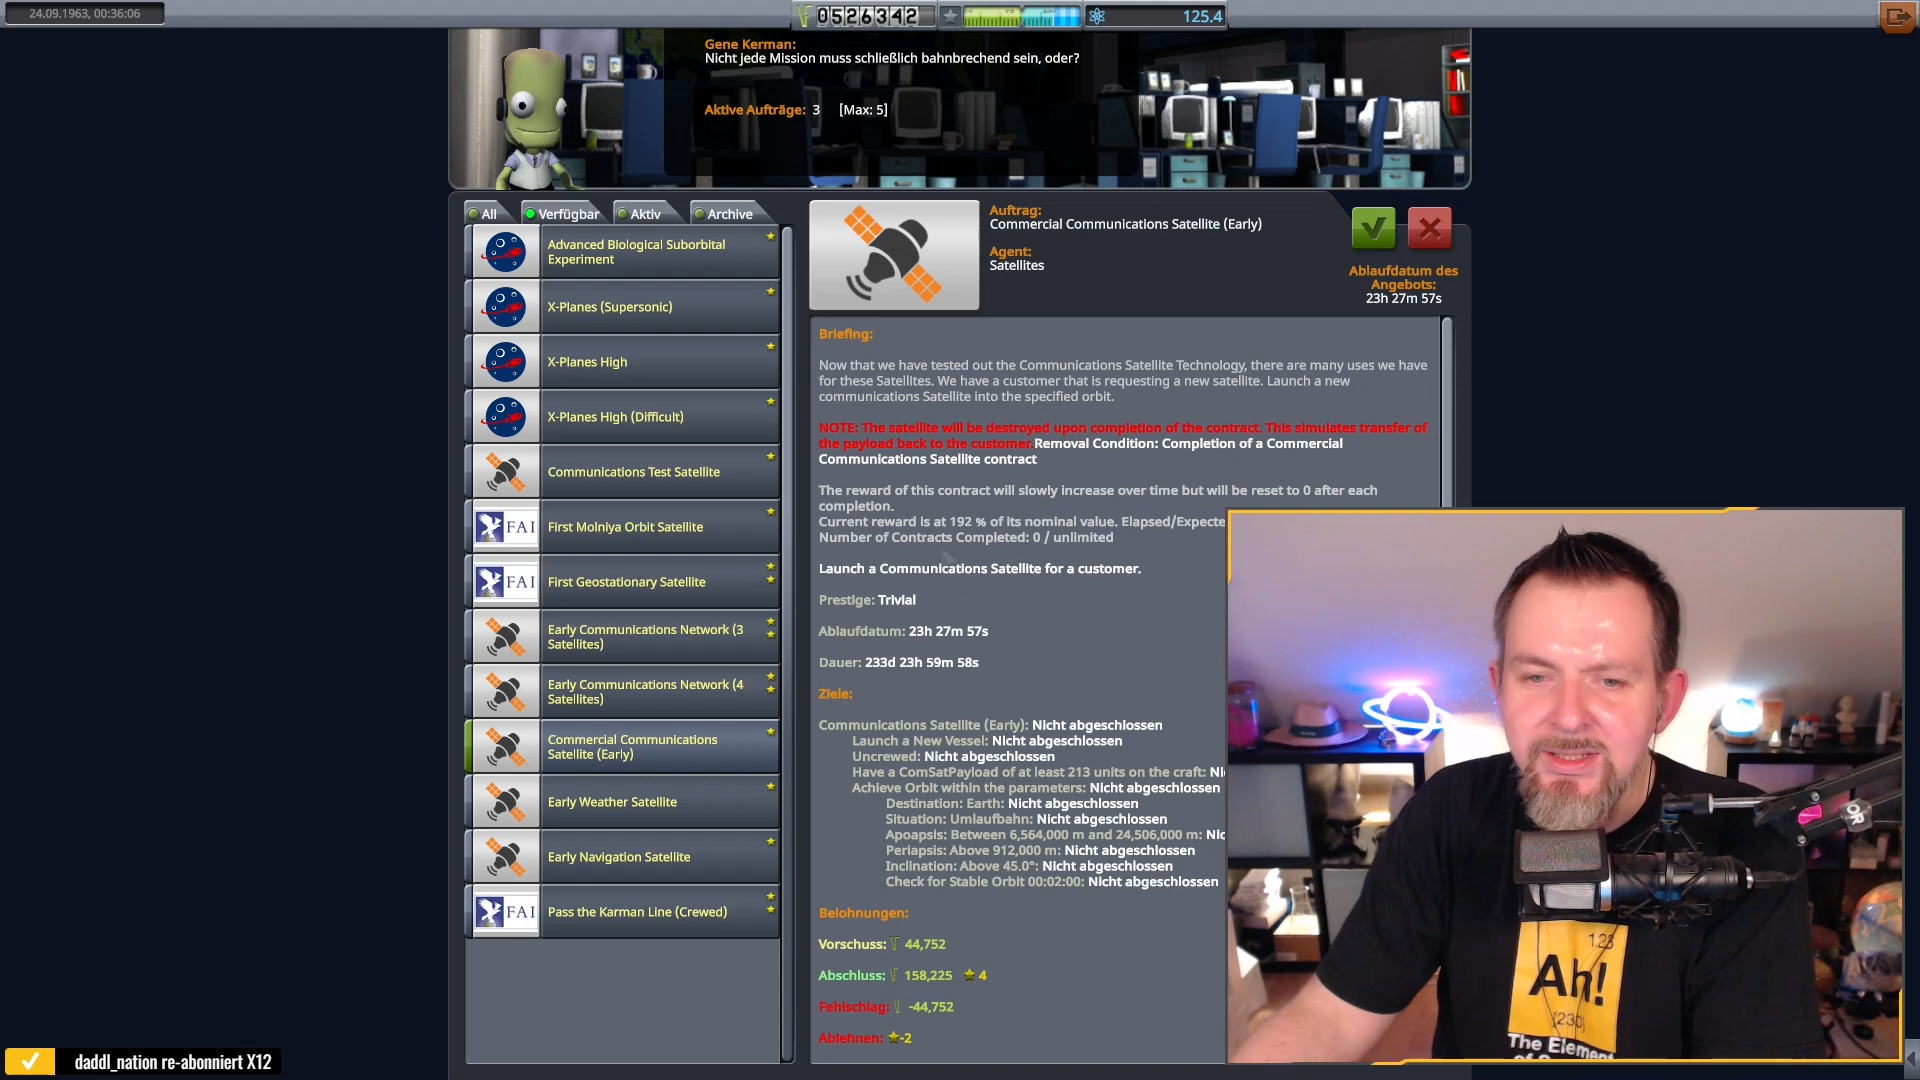 24.09.1963, 00:36:06
0526342
125.4
Gene Kerman:
Nicht jede Mission muss schließlich bahnbrechend sein, oder?
Aktive Aufträge: 3 [Max: 5]
All
Verfügbar
Aktiv
Archive
Advanced Biological Suborbital
Experiment
X-Planes (Supersonic)
X-Planes High
X-Planes High (Difficult)
Communications Test Satellite
FAI
First Molniya Orbit Satellite
FAI
First Geostationary Satellite
Early Communications Network (3
Satellites)
Early Communications Network (4
Satellites)
Commercial Communications
Satellite (Early)
Early Weather Satellite
Early Navigation Satellite
FAI
Pass the Karman Line (Crewed)
Auftrag:
Commercial Communications Satellite (Early)
Agent:
Satellites
Ablaufdatum des
Angebots:
23h 27m 57s
Briefing:
Now that we have tested out the Communications Satellite Technology, there are many uses we have
for these Satellites. We have a customer that is requesting a new satellite. Launch a new
communications Satellite into the specified orbit.
NOTE: The satellite will be destroyed upon completion of the contract. This simulates transfer of
the payload back to the customer.Removal Condition: Completion of a Commercial
Communications Satellite contract
The reward of this contract will slowly increase over time but will be reset to 0 after each
completion.
Current reward is at 192 % of its nominal value. Elapsed/Expecte
Number of Contracts Completed: 0 / unlimited
Launch a Communications Satellite for a customer.
Prestige: Trivial
Ablaufdatum: 23h 27m 57s
Dauer: 233d 23h 59m 58s
Ziele:
Communications Satellite (Early): Nicht abgeschlossen
Launch a New Vessel: Nicht abgeschlossen
Uncrewed: Nicht abgeschlossen
Have a ComSatPayload of at least 213 units on the craft: Ni
Achieve Orbit within the parameters: Nicht abgeschlossen
Destination: Earth: Nicht abgeschlossen
Situation: Umlaufbahn: Nicht abgeschlossen
Apoapsis: Between 6,564,000 m and 24,506,000 m: Nic
Periapsis: Above 912,000 m: Nicht abgeschlossen
Inclination: Above 45.0°: Nicht abgeschlossen
Check for Stable Orbit 00:02:00: Nicht abgeschlossen
Belohnungen:
Vorschuss: 44,752
Abschluss: 158,225 4
Fehlschlag: -44,752
Ablehnen: -2
123
Ah!
[230]
The Element
daddl_nation re-abonniert X12